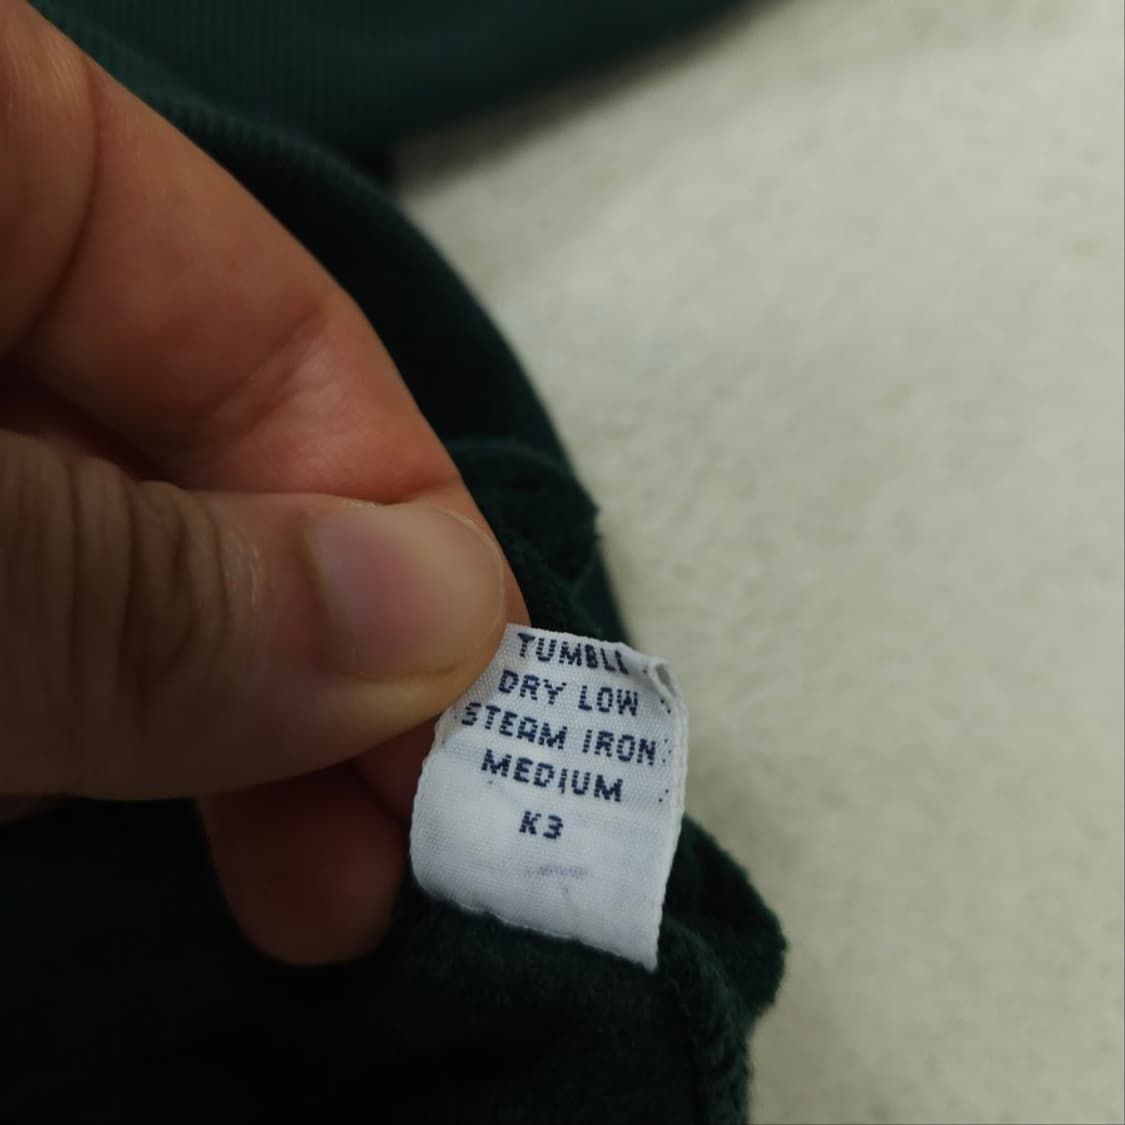 TUMBLE
DRY LOW
STEAM IRON
MEDIUM
K3